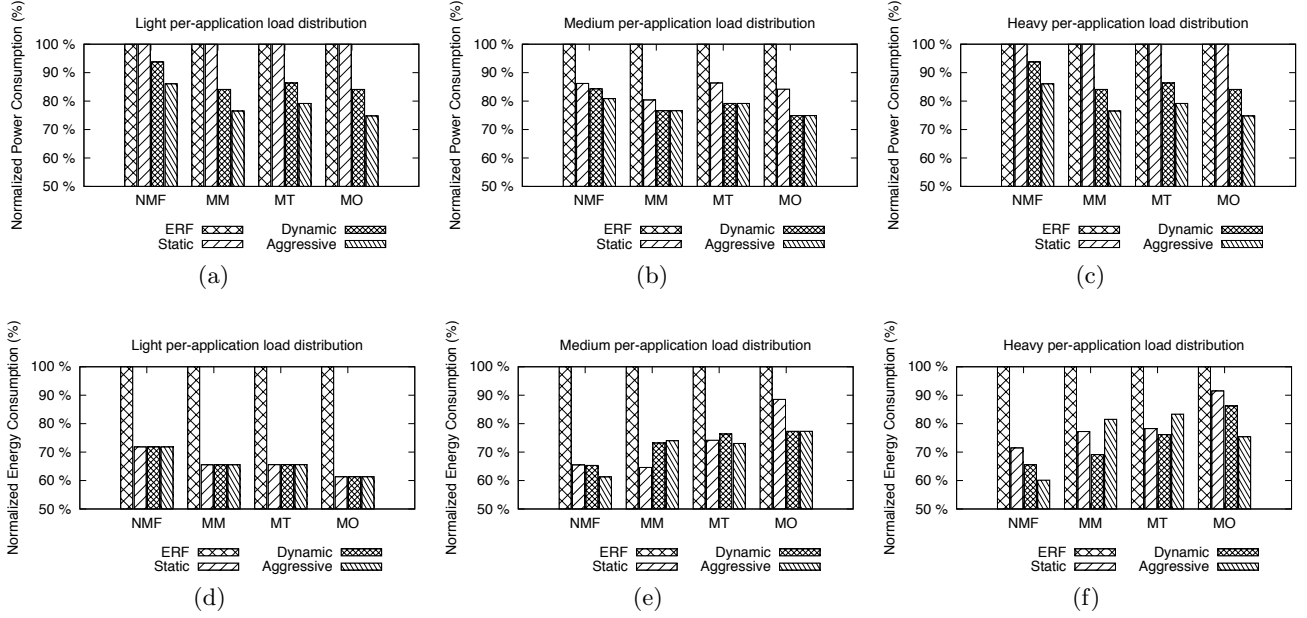 Light per-application load distribution
Normalized Power Consumption (%)
100 %
90 %
80 %
70 %
60 %
50 %
NMF MM MT MO
ERF Dynamic
Static Aggressive
(a)
Medium per-application load distribution
Normalized Power Consumption (%)
100 %
90 %
80 %
70 %
60 %
50 %
NMF MM MT MO
ERF Dynamic
Static Aggressive
(b)
Heavy per-application load distribution
Normalized Power Consumption (%)
100 %
90 %
80 %
70 %
60 %
50 %
NMF MM MT MO
ERF Dynamic
Static Aggressive
(c)
Light per-application load distribution
Normalized Energy Consumption (%)
100 %
90 %
80 %
70 %
60 %
50 %
NMF MM MT MO
ERF Dynamic
Static Aggressive
(d)
Medium per-application load distribution
Normalized Energy Consumption (%)
100 %
90 %
80 %
70 %
60 %
50 %
NMF MM MT MO
ERF Dynamic
Static Aggressive
(e)
Heavy per-application load distribution
Normalized Energy Consumption (%)
100 %
90 %
80 %
70 %
60 %
50 %
NMF MM MT MO
ERF Dynamic
Static Aggressive
(f)